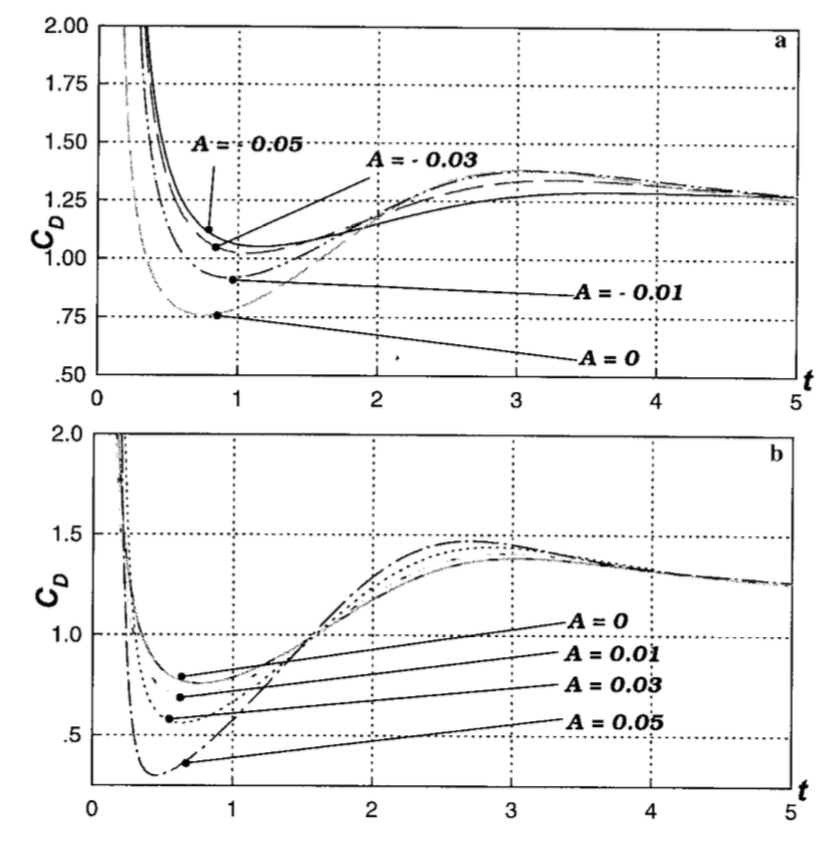 2.00
a
1.75
1.50
A = - 0.05
A = - 0.03
1.25
C_D
1.00
A = - 0.01
.75
A = 0
.50
t
0 1 2 3 4 5
2.0
b
1.5
C_D
A = 0
1.0
A = 0.01
A = 0.03
A = 0.05
.5
t
0 1 2 3 4 5